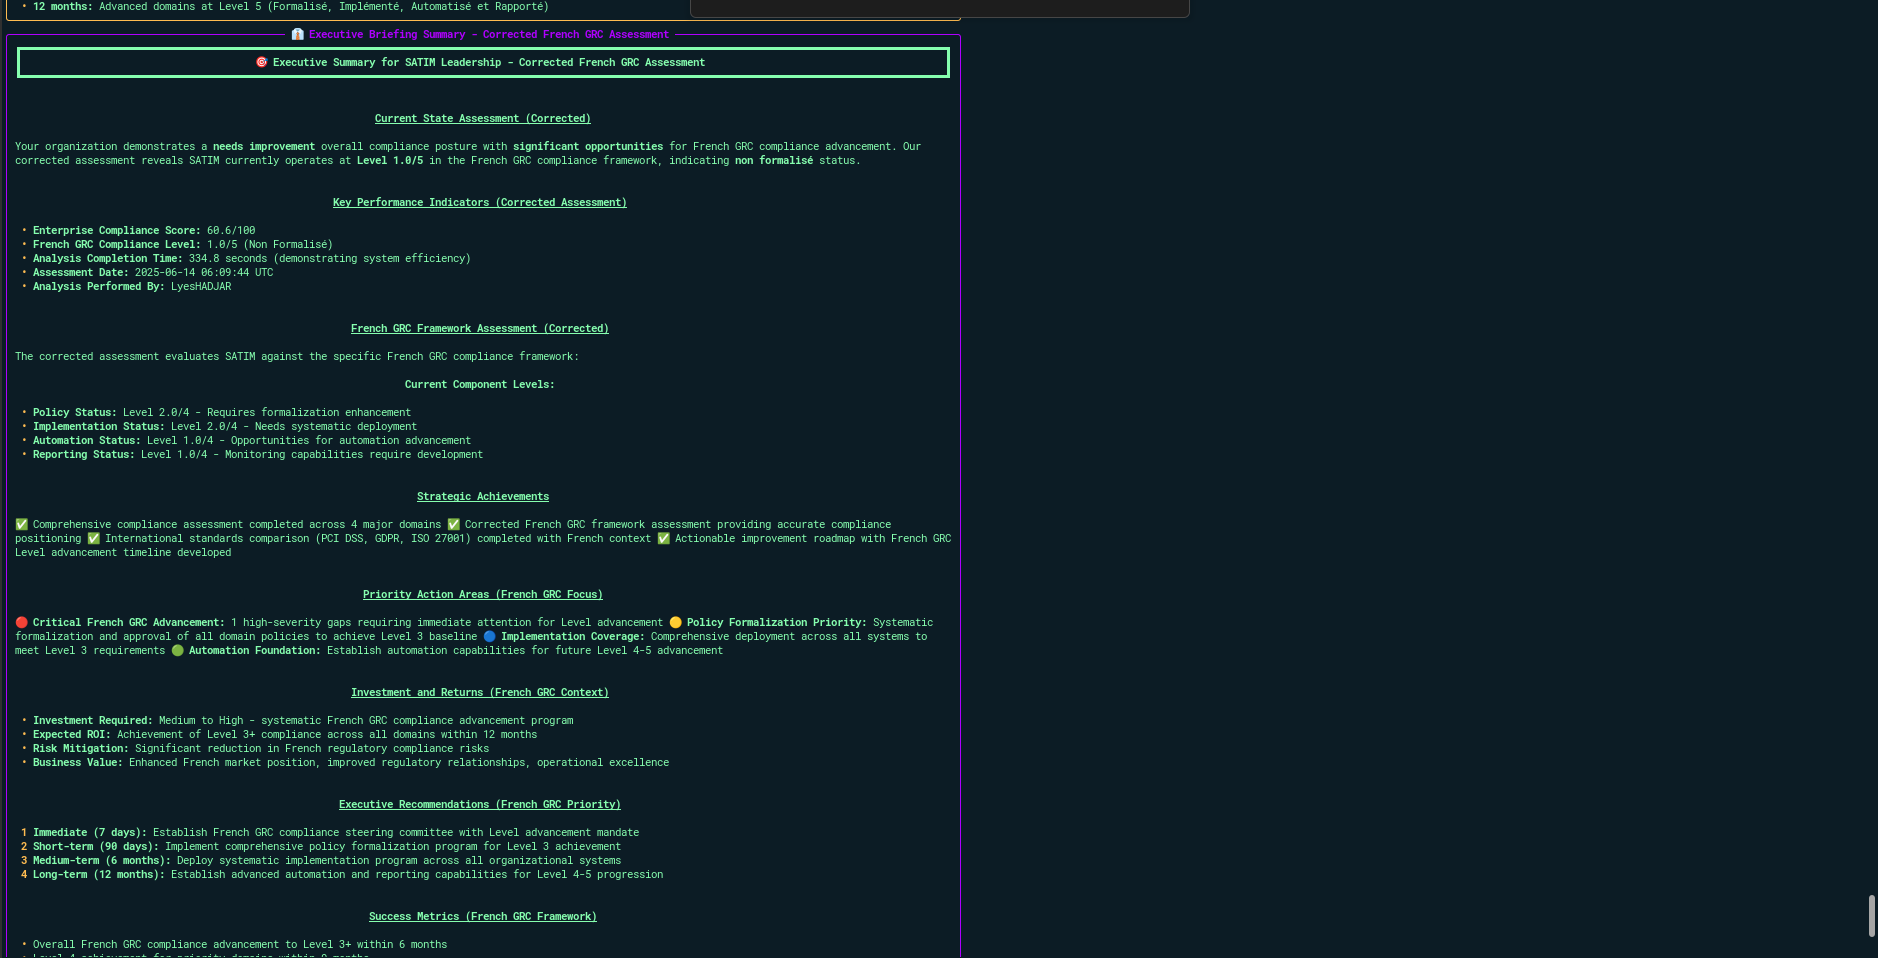 • 12 months: Advanced domains at Level 5 (Formalisé, Implémenté, Automatisé et Rapporté)
👔 Executive Briefing Summary - Corrected French GRC Assessment
🎯 Executive Summary for SATIM Leadership - Corrected French GRC Assessment
Current State Assessment (Corrected)
Your organization demonstrates a needs improvement overall compliance posture with significant opportunities for French GRC compliance advancement. Our
corrected assessment reveals SATIM currently operates at Level 1.0/5 in the French GRC compliance framework, indicating non formalisé status.
Key Performance Indicators (Corrected Assessment)
• Enterprise Compliance Score: 60.6/100
• French GRC Compliance Level: 1.0/5 (Non Formalisé)
• Analysis Completion Time: 334.8 seconds (demonstrating system efficiency)
• Assessment Date: 2025-06-14 06:09:44 UTC
• Analysis Performed By: LyesHADJAR
French GRC Framework Assessment (Corrected)
The corrected assessment evaluates SATIM against the specific French GRC compliance framework:
Current Component Levels:
• Policy Status: Level 2.0/4 - Requires formalization enhancement
• Implementation Status: Level 2.0/4 - Needs systematic deployment
• Automation Status: Level 1.0/4 - Opportunities for automation advancement
• Reporting Status: Level 1.0/4 - Monitoring capabilities require development
Strategic Achievements
✅ Comprehensive compliance assessment completed across 4 major domains ✅ Corrected French GRC framework assessment providing accurate compliance
positioning ✅ International standards comparison (PCI DSS, GDPR, ISO 27001) completed with French context ✅ Actionable improvement roadmap with French GRC
Level advancement timeline developed
Priority Action Areas (French GRC Focus)
🔴 Critical French GRC Advancement: 1 high-severity gaps requiring immediate attention for Level advancement 🟡 Policy Formalization Priority: Systematic
formalization and approval of all domain policies to achieve Level 3 baseline 🔵 Implementation Coverage: Comprehensive deployment across all systems to
meet Level 3 requirements 🟢 Automation Foundation: Establish automation capabilities for future Level 4-5 advancement
Investment and Returns (French GRC Context)
• Investment Required: Medium to High - systematic French GRC compliance advancement program
• Expected ROI: Achievement of Level 3+ compliance across all domains within 12 months
• Risk Mitigation: Significant reduction in French regulatory compliance risks
• Business Value: Enhanced French market position, improved regulatory relationships, operational excellence
Executive Recommendations (French GRC Priority)
1 Immediate (7 days): Establish French GRC compliance steering committee with Level advancement mandate
2 Short-term (90 days): Implement comprehensive policy formalization program for Level 3 achievement
3 Medium-term (6 months): Deploy systematic implementation program across all organizational systems
4 Long-term (12 months): Establish advanced automation and reporting capabilities for Level 4-5 progression
Success Metrics (French GRC Framework)
• Overall French GRC compliance advancement to Level 3+ within 6 months